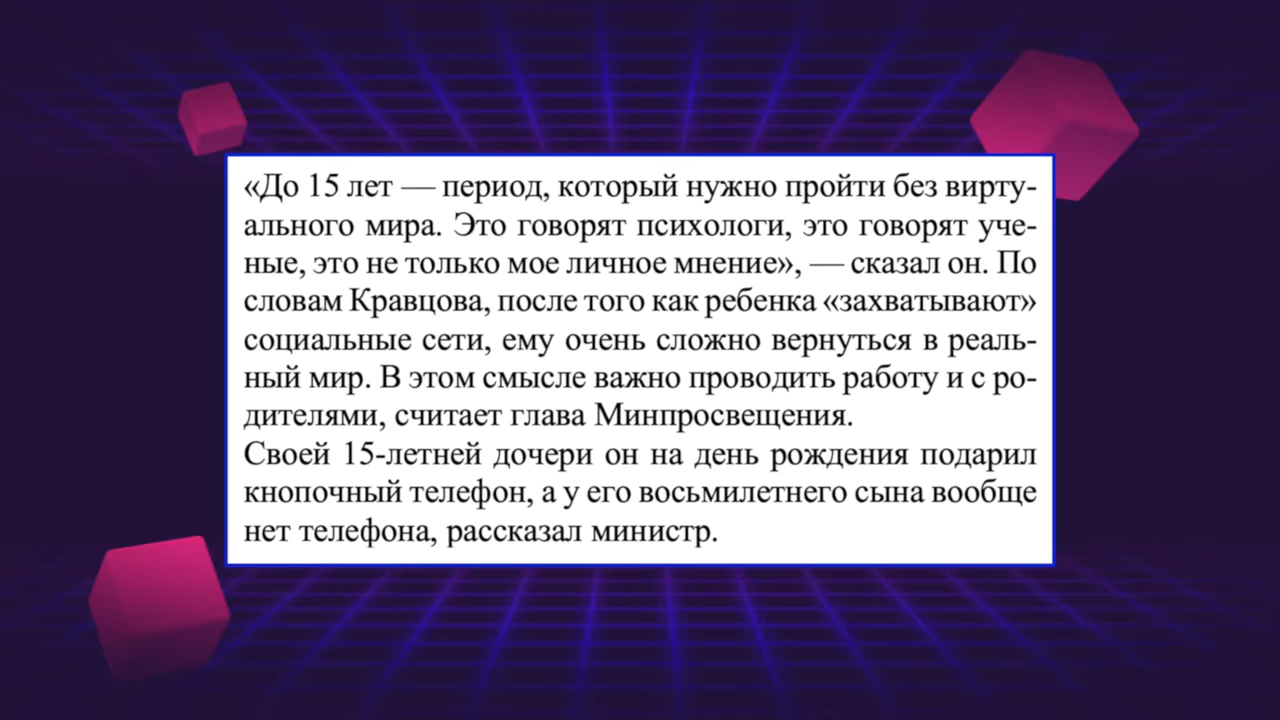 «До 15 лет — период, который нужно пройти без вирту-
ального мира. Это говорят психологи, это говорят уче-
ные, это не только мое личное мнение», — сказал он. По
словам Кравцова, после того как ребенка «захватывают»
социальные сети, ему очень сложно вернуться в реаль-
ный мир. В этом смысле важно проводить работу и с ро-
дителями, считает глава Минпросвещения.
Своей 15-летней дочери он на день рождения подарил
кнопочный телефон, а у его восьмилетнего сына вообще
нет телефона, рассказал министр.